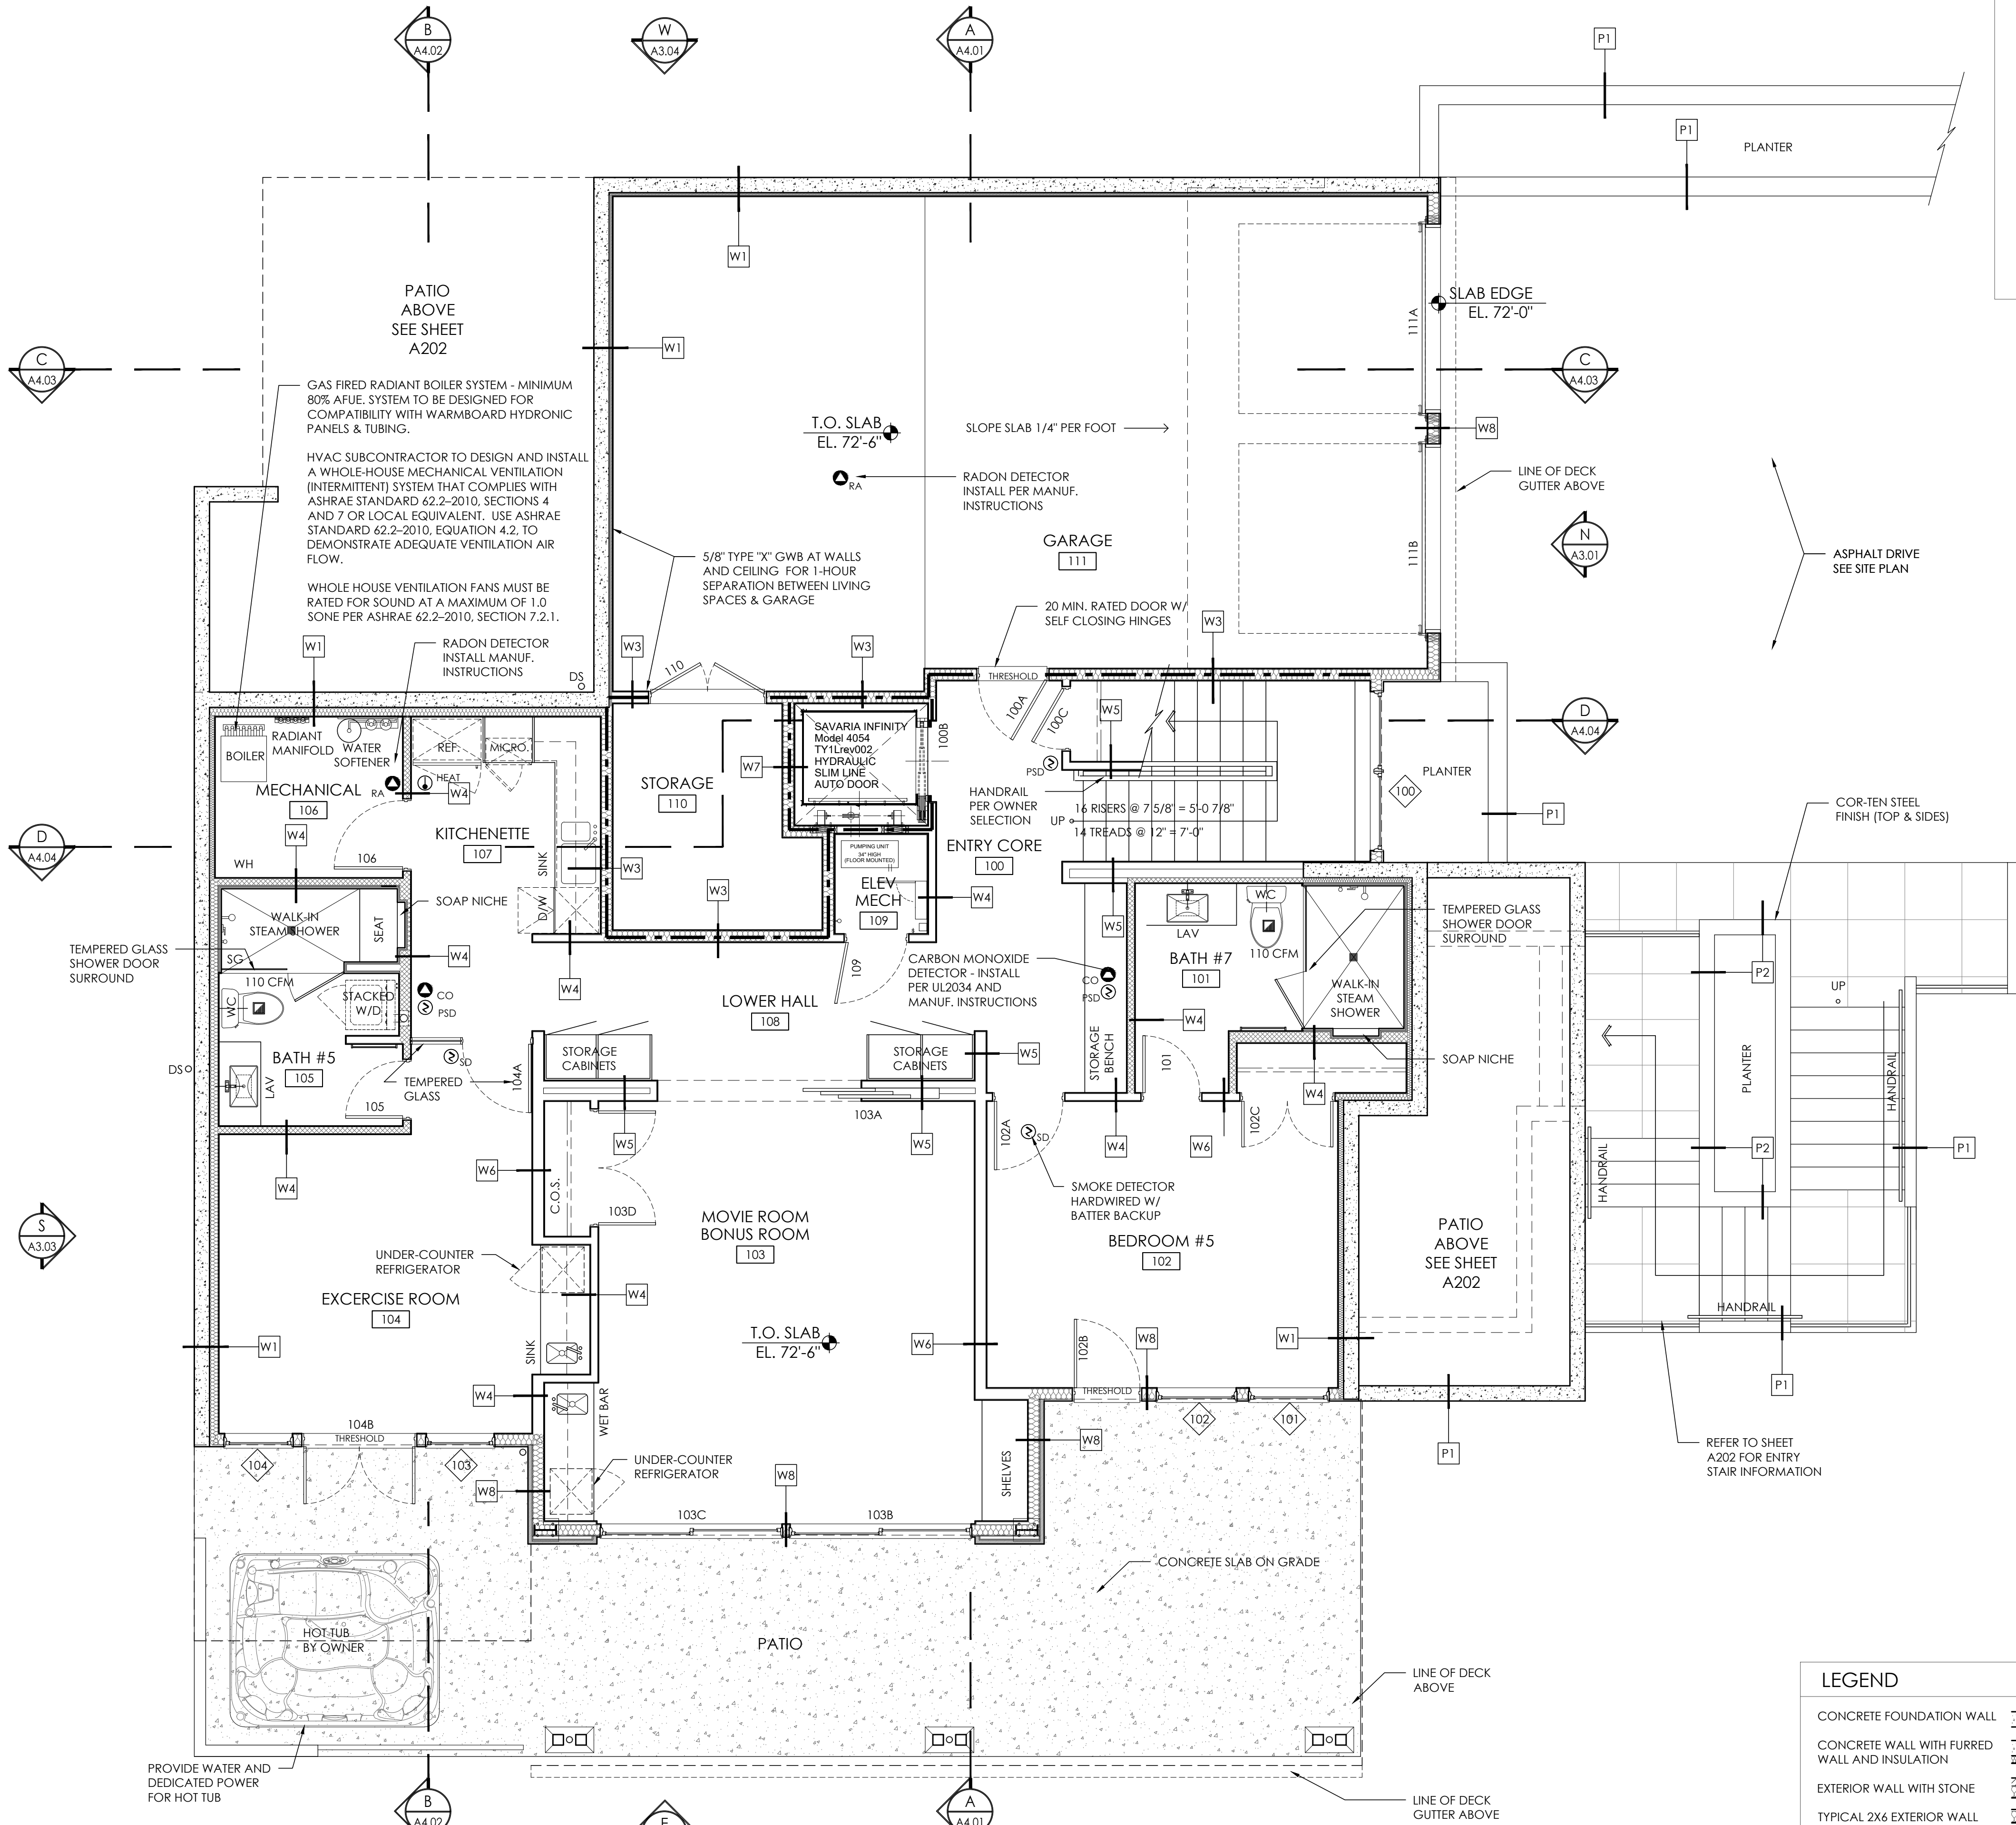 B
A4.02
W
A3.04
A
A4.01
P1
P1
PLANTER
W1
PATIO
ABOVE
SEE SHEET
A202
W1
SLAB EDGE
EL. 72'-0"
111A
C
A4.03
C
A4.03
GAS FIRED RADIANT BOILER SYSTEM - MINIMUM
80% AFUE. SYSTEM TO BE DESIGNED FOR
COMPATIBILITY WITH WARMBOARD HYDRONIC
PANELS & TUBING.
HVAC SUBCONTRACTOR TO DESIGN AND INSTALL
A WHOLE-HOUSE MECHANICAL VENTILATION
(INTERMITTENT) SYSTEM THAT COMPLIES WITH
ASHRAE STANDARD 62.2–2010, SECTIONS 4
AND 7 OR LOCAL EQUIVALENT. USE ASHRAE
STANDARD 62.2–2010, EQUATION 4.2, TO
DEMONSTRATE ADEQUATE VENTILATION AIR
FLOW.
WHOLE HOUSE VENTILATION FANS MUST BE
RATED FOR SOUND AT A MAXIMUM OF 1.0
SONE PER ASHRAE 62.2–2010, SECTION 7.2.1.
T.O. SLAB
EL. 72'-6"
SLOPE SLAB 1/4" PER FOOT
W8
RA
RADON DETECTOR
INSTALL PER MANUF.
INSTRUCTIONS
LINE OF DECK
GUTTER ABOVE
N
A3.01
GARAGE
111
111B
ASPHALT DRIVE
SEE SITE PLAN
5/8" TYPE "X" GWB AT WALLS
AND CEILING FOR 1-HOUR
SEPARATION BETWEEN LIVING
SPACES & GARAGE
20 MIN. RATED DOOR W/
SELF CLOSING HINGES
W3
W1
RADON DETECTOR
INSTALL MANUF.
INSTRUCTIONS
W3
W3
DS
110
THRESHOLD
100A
100C
W5
D
A4.04
BOILER
RADIANT
MANIFOLD
WATER
SOFTENER
REF.
MICRO.
SAVARIA INFINITY
Model 4054
TY1Lrev002
HYDRAULIC
SLIM LINE
AUTO DOOR
100B
W7
PSD
PLANTER
100
MECHANICAL
106
RA
HEAT
W4
STORAGE
110
HANDRAIL
PER OWNER
SELECTION
16 RISERS @ 7 5/8" = 5'-0 7/8"
UP
14 TREADS @ 12" = 7'-0"
P1
COR-TEN STEEL
FINISH (TOP & SIDES)
D
A4.04
W4
KITCHENETTE
107
WH
106
SINK
W3
PUMPING UNIT
34" HIGH
(FLOOR MOUNTED)
ENTRY CORE
100
ELEV
MECH
109
W4
W3
D/W
SOAP NICHE
WALK-IN
STEAM SHOWER
SEAT
SG
TEMPERED GLASS
SHOWER DOOR
SURROUND
W4
W4
110 CFM
WC
STACKED
W/D
CO
PSD
109
CARBON MONOXIDE
DETECTOR - INSTALL
PER UL2034 AND
MANUF. INSTRUCTIONS
W5
CO
PSD
LAV
WC
110 CFM
BATH #7
101
WALK-IN
STEAM
SHOWER
TEMPERED GLASS
SHOWER DOOR
SURROUND
P2
UP
LOWER HALL
108
W4
STORAGE
BENCH
SOAP NICHE
BATH #5
105
DS
LAV
SD
TEMPERED
GLASS
104A
STORAGE
CABINETS
STORAGE
CABINETS
W5
101
W4
PLANTER
HANDRAIL
105
103A
W4
W5
W5
102A
SD
W4
W6
102C
P2
P1
HANDRAIL
W6
C.O.S.
103D
SMOKE DETECTOR
HARDWIRED W/
BATTER BACKUP
S
A3.03
MOVIE ROOM
BONUS ROOM
103
BEDROOM #5
102
PATIO
ABOVE
SEE SHEET
A202
UNDER-COUNTER
REFRIGERATOR
EXCERCISE ROOM
104
W4
HANDRAIL
W1
SINK
T.O. SLAB
EL. 72'-6"
W6
102B
W8
W1
W4
WET BAR
THRESHOLD
P1
P1
104B
THRESHOLD
102
101
104
103
W8
UNDER-COUNTER
REFRIGERATOR
W8
SHELVES
W8
REFER TO SHEET
A202 FOR ENTRY
STAIR INFORMATION
103C
103B
CONCRETE SLAB ON GRADE
HOT TUB
BY OWNER
PATIO
LINE OF DECK
ABOVE
PROVIDE WATER AND
DEDICATED POWER
FOR HOT TUB
B
A4.02
A
A4.01
LINE OF DECK
GUTTER ABOVE
LEGEND
CONCRETE FOUNDATION WALL
CONCRETE WALL WITH FURRED
WALL AND INSULATION
EXTERIOR WALL WITH STONE
TYPICAL 2X6 EXTERIOR WALL